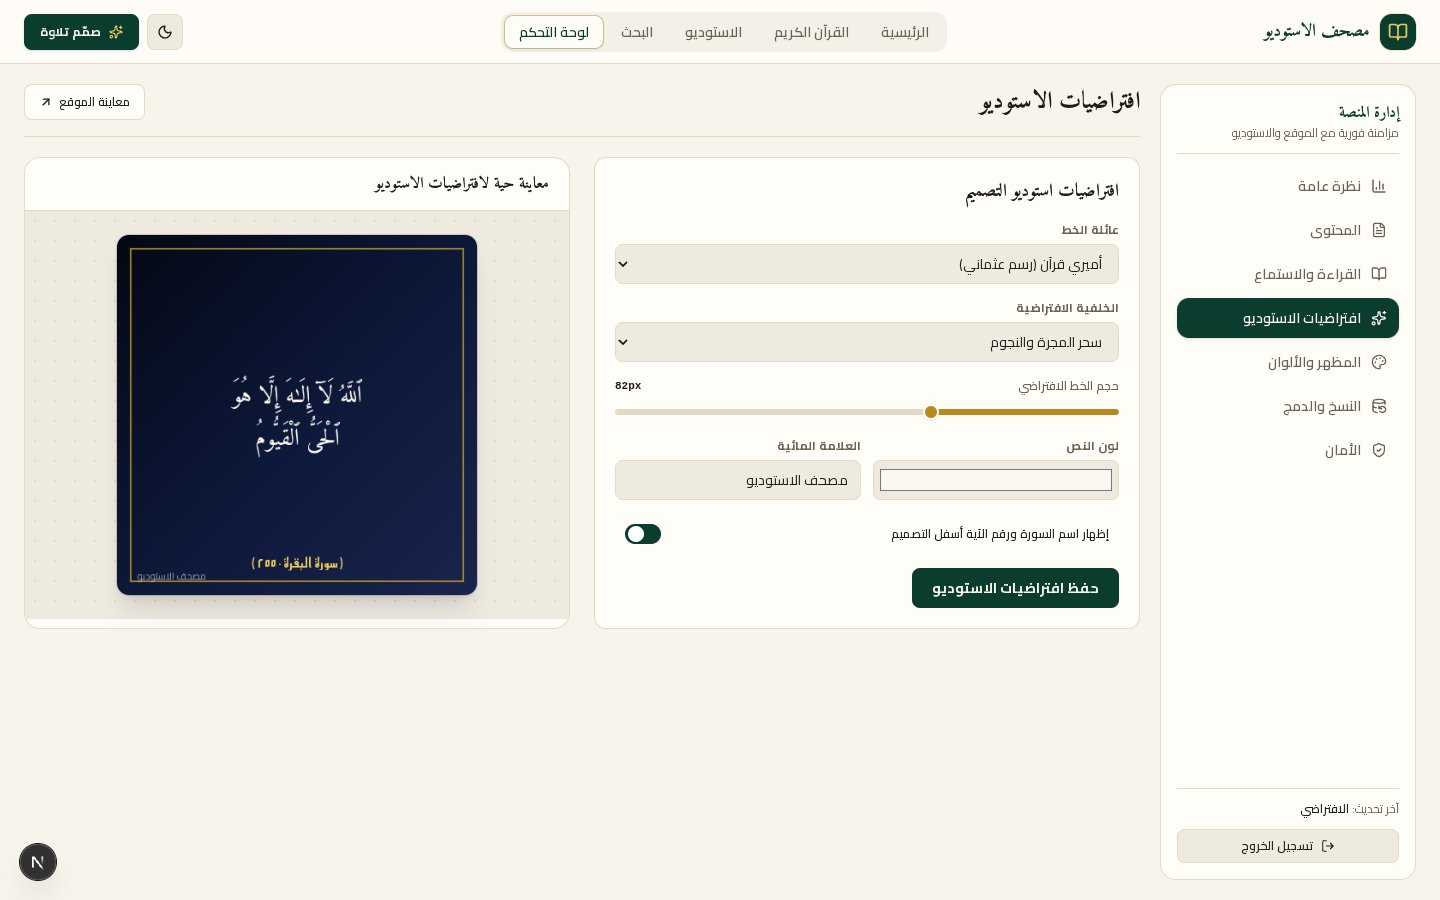 مصحف الاستوديو
الرئيسية
القرآن الكريم
الاستوديو
البحث
لوحة التحكم
صمّم تلاوة
إدارة المنصة
مزامنة فورية مع الموقع والاستوديو
نظرة عامة
المحتوى
القراءة والاستماع
افتراضيات الاستوديو
المظهر والألوان
النسخ والدمج
الأمان
آخر تحديث: الافتراضي
تسجيل الخروج
افتراضيات الاستوديو
معاينة الموقع
افتراضيات استوديو التصميم
عائلة الخط
أميري قرآن (رسم عثماني)
الخلفية الافتراضية
سحر المجرة والنجوم
حجم الخط الافتراضي
82px
لون النص
العلامة المائية
مصحف الاستوديو
إظهار اسم السورة ورقم الآية أسفل التصميم
حفظ افتراضيات الاستوديو
معاينة حية لافتراضيات الاستوديو
ٱللَّهُ لَآ إِلَـٰهَ إِلَّا هُوَ
ٱلْحَىُّ ٱلْقَيُّومُ
(سورة البقرة · ٢٥٥)
مصحف الاستوديو
N